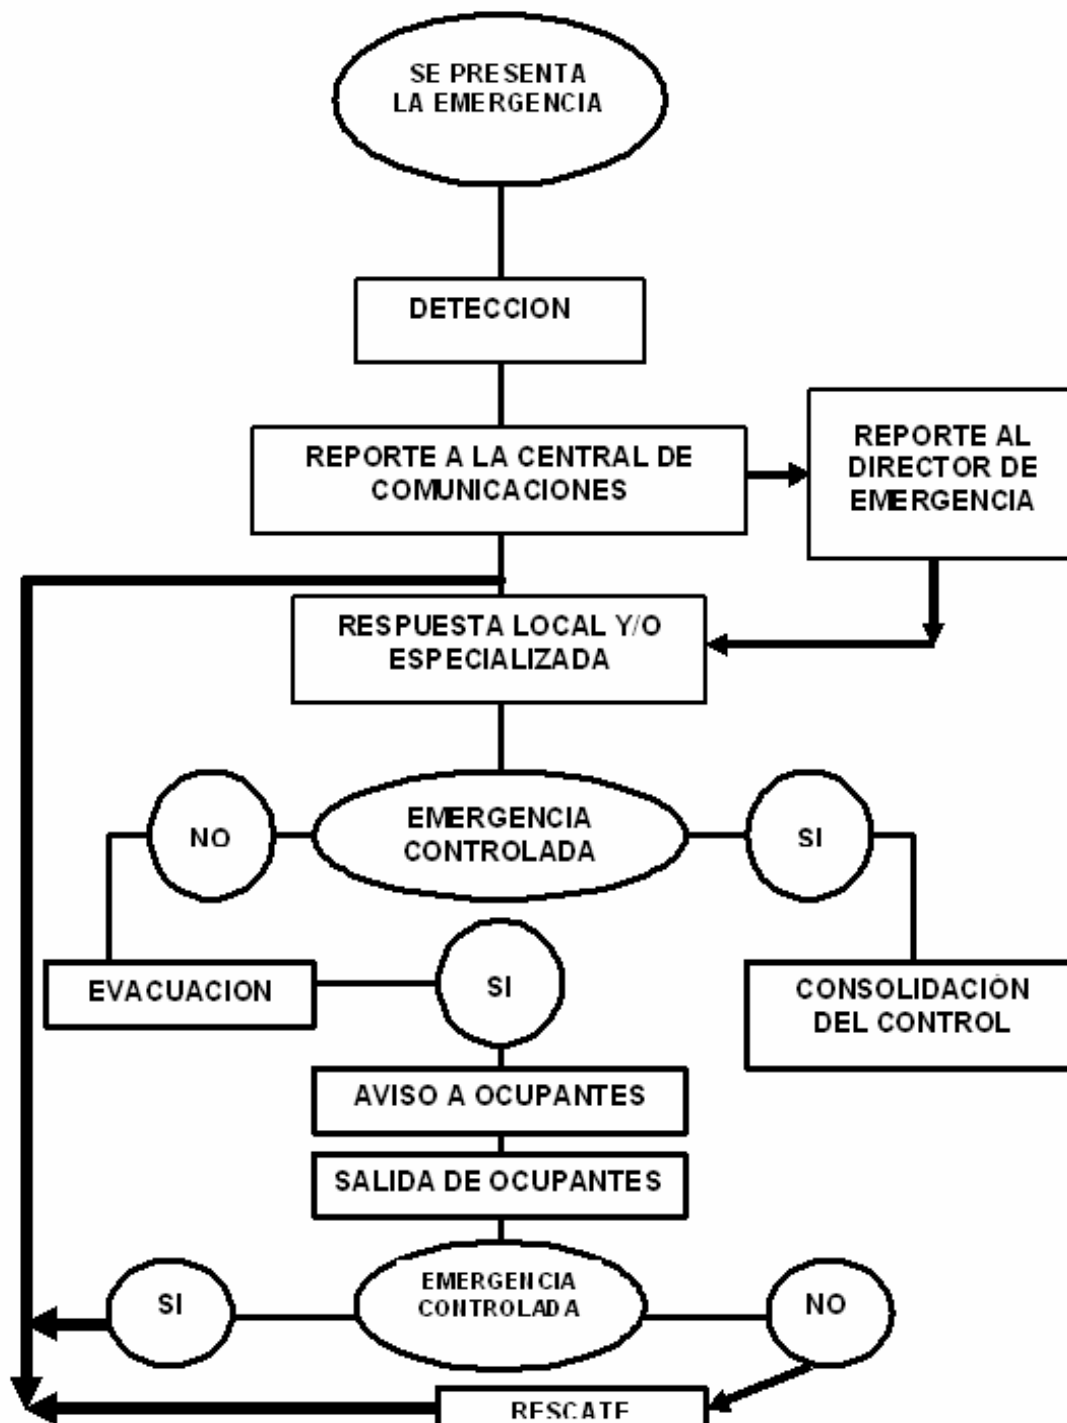 SE PRESENTA
LA EMERGENCIA
DETECCION
REPORTE A LA CENTRAL DE
COMUNICACIONES
REPORTE AL
DIRECTOR DE
EMERGENCIA
RESPUESTA LOCAL Y/O
ESPECIALIZADA
NO
EMERGENCIA
CONTROLADA
SI
EVACUACION
SI
CONSOLIDACIÓN
DEL CONTROL
AVISO A OCUPANTES
SALIDA DE OCUPANTES
SI
EMERGENCIA
CONTROLADA
NO
RESCATE